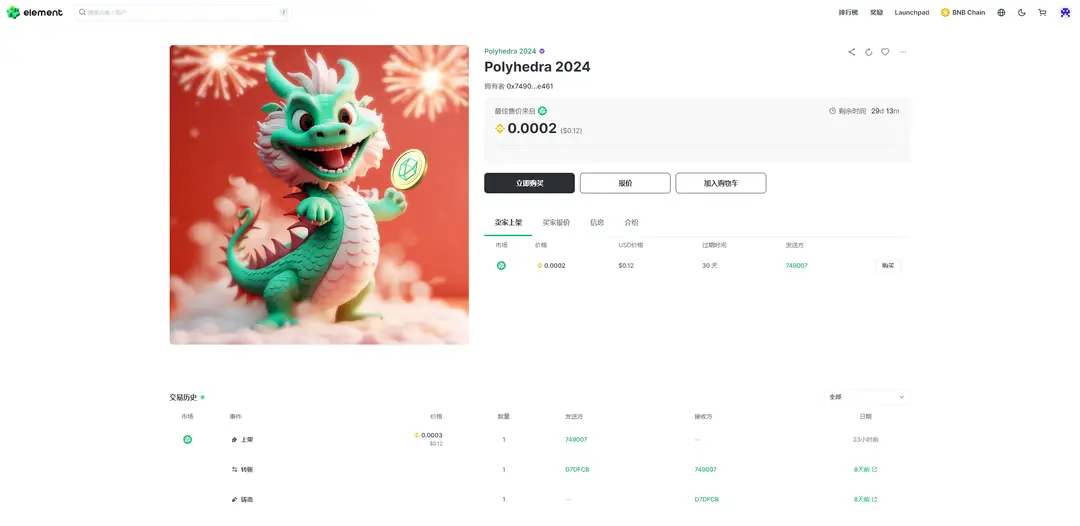 element
/
排行榜
奖励
Launchpad
BNB Chain
Polyhedra 2024
Polyhedra 2024
拥有者 0x7490...e461
最佳售价来自
剩余时间 29d 13m
0.0002 ($0.12)
立即购买
报价
加入购物车
卖家上架
买家报价
信息
介绍
市场 价格 USD价格 过期时间 发送方
0.0002 $0.12 30 天 749007 购买
交易历史
全部
市场 事件 价格 数量 发送方 接收方 日期
上架 0.0003 1 749007 -- 23小时前
$0.12
转账 1 D7DFCB 749007 8天前
铸造 1 -- D7DFCB 8天前